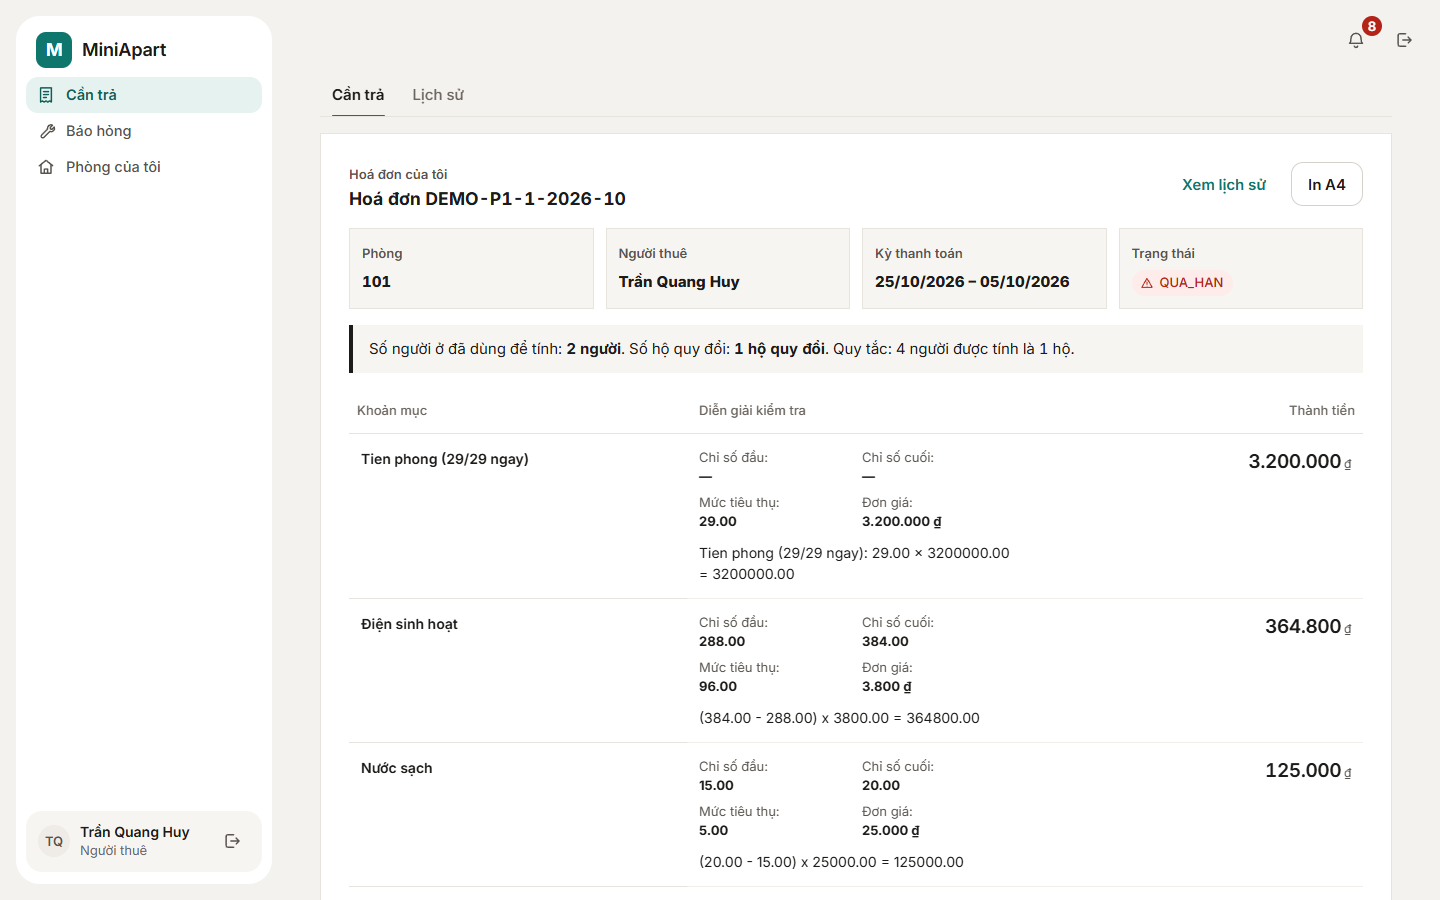 M MiniApart
Cần trả
Báo hỏng
Phòng của tôi
8
Cần trả Lịch sử
Hoá đơn của tôi
Hoá đơn DEMO-P1-1-2026-10
Xem lịch sử In A4
Phòng
101
Người thuê
Trần Quang Huy
Kỳ thanh toán
25/10/2026 – 05/10/2026
Trạng thái
QUA_HAN
Số người ở đã dùng để tính: 2 người. Số hộ quy đổi: 1 hộ quy đổi. Quy tắc: 4 người được tính là 1 hộ.
Khoản mục Diễn giải kiểm tra Thành tiền
Tien phong (29/29 ngay)
Chỉ số đầu: Chỉ số cuối:
— —
Mức tiêu thụ: Đơn giá:
29.00 3.200.000 ₫
Tien phong (29/29 ngay): 29.00 × 3200000.00
= 3200000.00
3.200.000 ₫
Điện sinh hoạt
Chỉ số đầu: Chỉ số cuối:
288.00 384.00
Mức tiêu thụ: Đơn giá:
96.00 3.800 ₫
(384.00 - 288.00) x 3800.00 = 364800.00
364.800 ₫
Nước sạch
Chỉ số đầu: Chỉ số cuối:
15.00 20.00
Mức tiêu thụ: Đơn giá:
5.00 25.000 ₫
(20.00 - 15.00) x 25000.00 = 125000.00
125.000 ₫
TQ
Trần Quang Huy
Người thuê